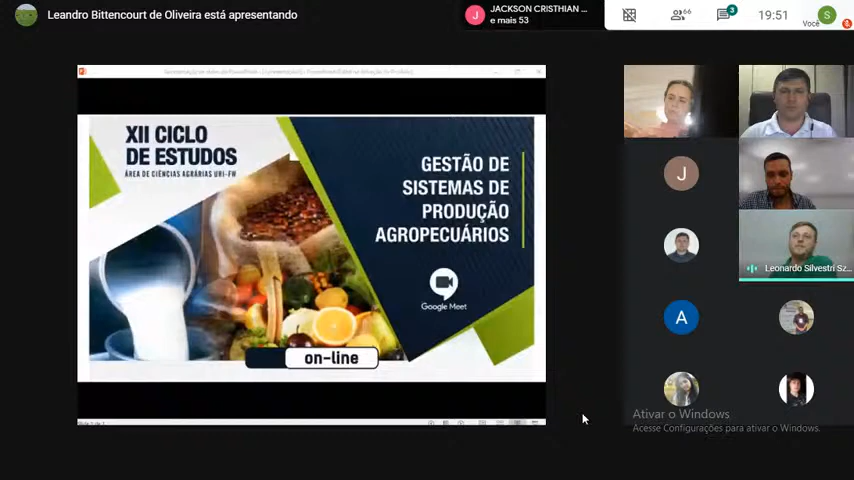 Leandro Bittencourt de Oliveira está apresentando
J
JACKSON CRISTHIAN ...
e mais 53
66
3
19:51
Você
S
XII CICLO
DE ESTUDOS
ÁREA DE CIÊNCIAS AGRÁRIAS URI-FW
GESTÃO DE
SISTEMAS DE
PRODUÇÃO
AGROPECUÁRIOS
Google Meet
on-line
J
Leonardo Silvestri Sz...
A
Ativar o Windows
Acesse Configurações para ativar o Windows.